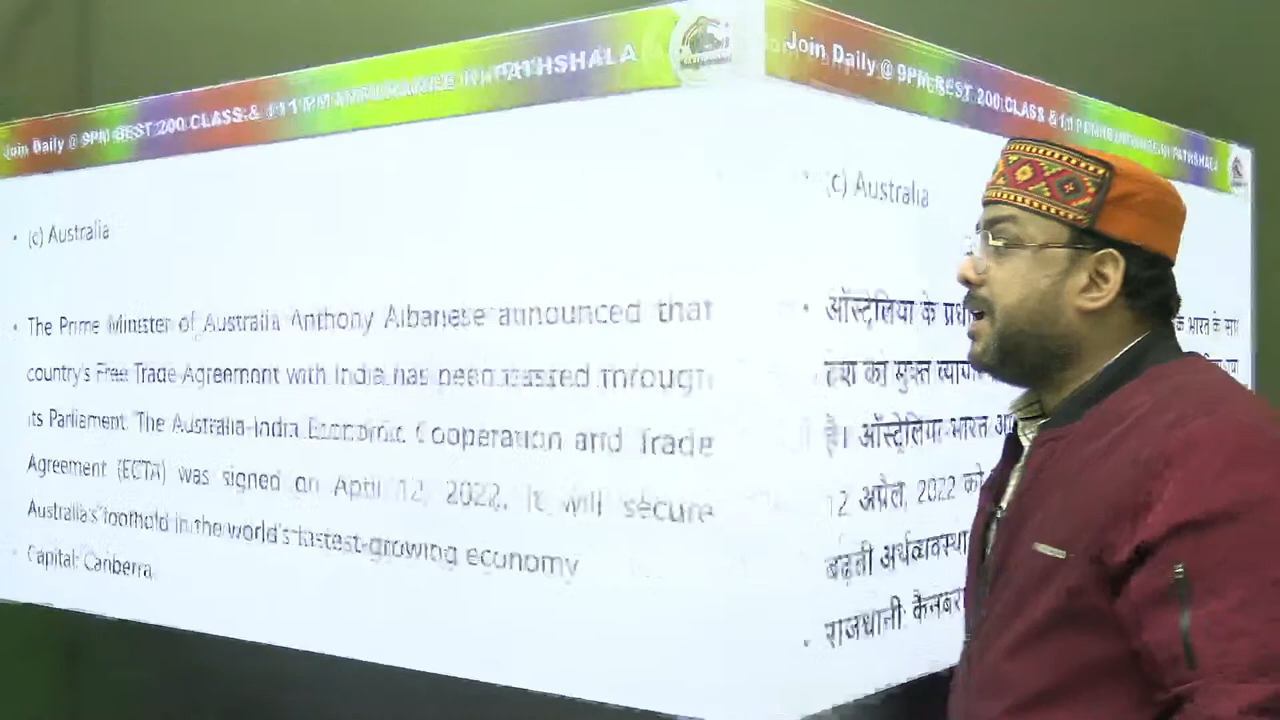 Join Daily @ 9PM BEST 200 CLASS & PATHSHALA
(c) Australia
The Prime Minister of Australia Anthony Albanese announced that
country's Free Trade Agreement with India has been passed through
its Parliament. The Australia-India Economic Cooperation and Trade
Agreement (ECTA) was signed on April 12, 2022. It will secure
Australia's foothold in the world's fastest-growing economy
Capital: Canberra
Join Daily @ 9PM BEST 200 CLASS & PATHSHALA
(c) Australia
ऑस्ट्रेलिया के के भारत के
देश का मुक्त
है। ऑस्ट्रेलिया-भारत
12 अप्रैल, 2022 को
बढ़ती अर्थव्यवस्था
राजधानी: